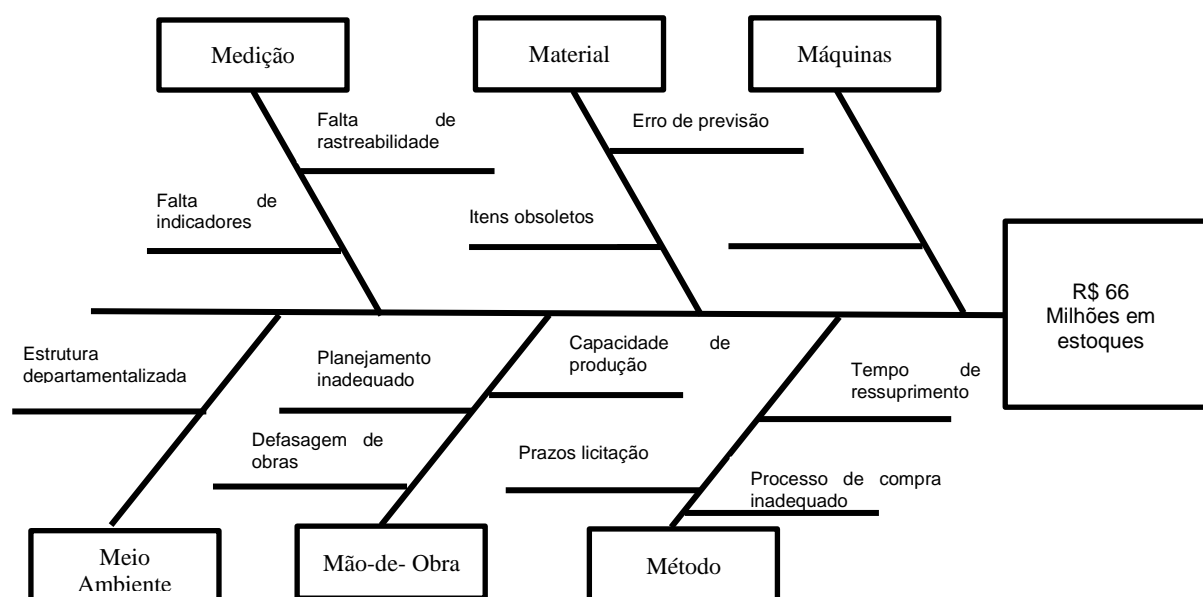 Medição
Material
Máquinas
Falta de
rastreabilidade
Erro de previsão
Falta de
indicadores
Itens obsoletos
R$ 66
Milhões em
estoques
Estrutura
departamentalizada
Planejamento
inadequado
Capacidade de
produção
Tempo de
ressuprimento
Defasagem de
obras
Prazos licitação
Processo de compra
inadequado
Meio
Ambiente
Mão-de- Obra
Método